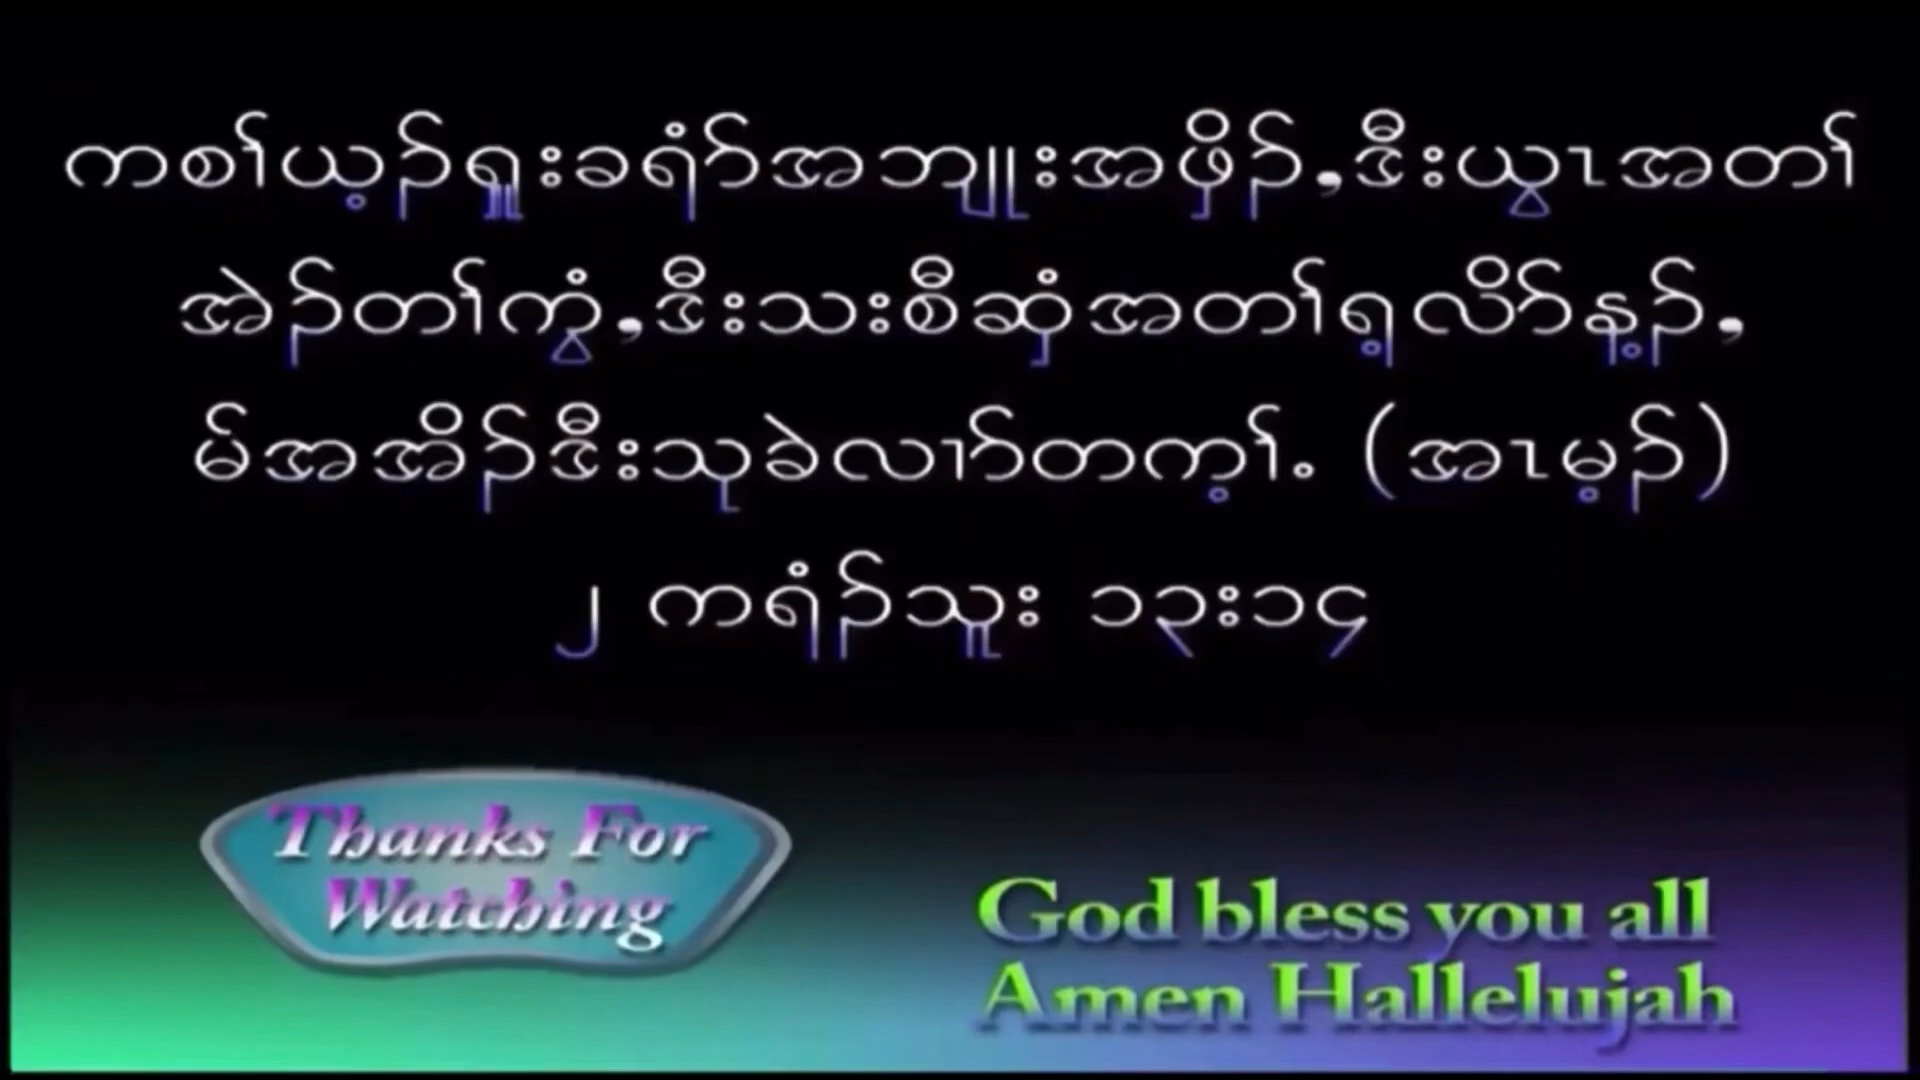 ကစၢ်ယ့ၣ်ရှူးခရံာ်အဘျုးအဖှိၣ်,ဒီးယွၤအတၢ်
အဲၣ်တၢ်ကွံ,ဒီးသးစီဆှံအတၢ်ရ့လိာ်န့ၣ်,
မ်အအိၣ်ဒီးသုခဲလၢာ်တက့ၢ်. (အၤမ့ၣ်)
၂ ကရံၣ်သူး ၁၃း၁၄
Thanks For
Watching
God bless you all
Amen Hallelujah